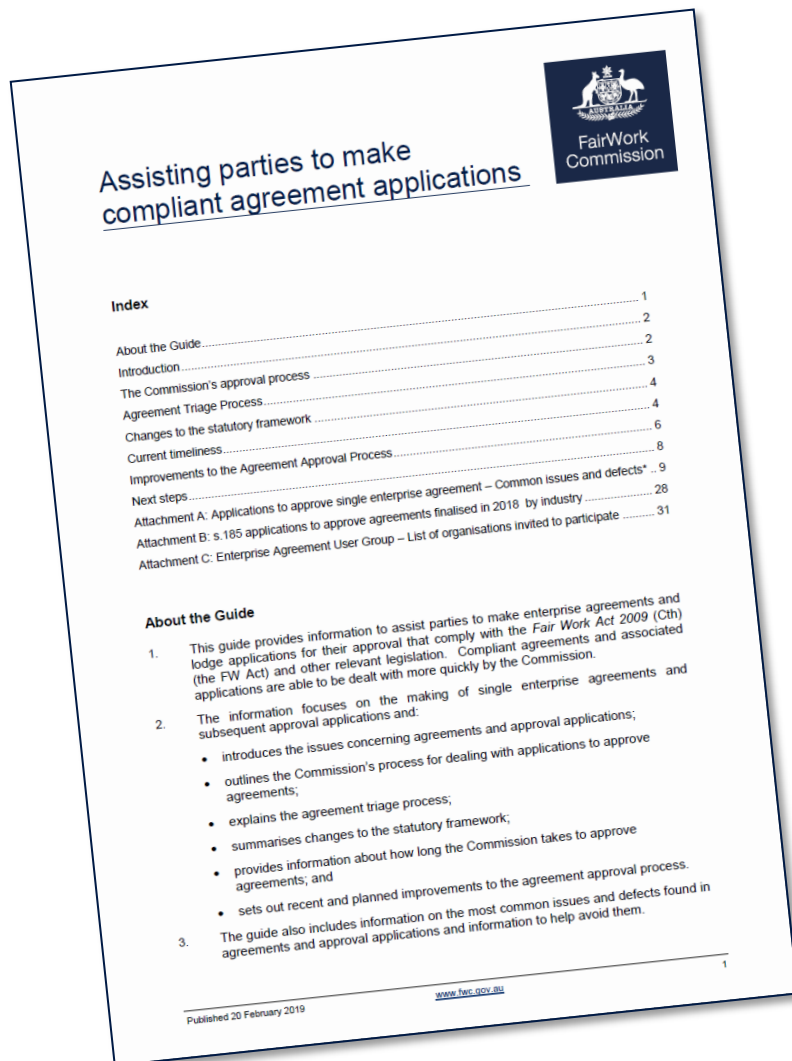 AUSTRALIA
FairWork
Commission
Assisting parties to make
compliant agreement applications
Index
About the Guide 1
Introduction 2
The Commission's approval process 2
Agreement Triage Process 3
Changes to the statutory framework 4
Current timeliness 4
Improvements to the Agreement Approval Process 6
Next steps 8
Attachment A: Applications to approve single enterprise agreement – Common issues and defects* .. 9
Attachment B: s.185 applications to approve agreements finalised in 2018 by industry 28
Attachment C: Enterprise Agreement User Group – List of organisations invited to participate 31
About the Guide
1. This guide provides information to assist parties to make enterprise agreements and
lodge applications for their approval that comply with the Fair Work Act 2009 (Cth)
(the FW Act) and other relevant legislation. Compliant agreements and associated
applications are able to be dealt with more quickly by the Commission.
2. The information focuses on the making of single enterprise agreements and
subsequent approval applications and:
• introduces the issues concerning agreements and approval applications;
• outlines the Commission's process for dealing with applications to approve
agreements;
• explains the agreement triage process;
• summarises changes to the statutory framework;
• provides information about how long the Commission takes to approve
agreements; and
• sets out recent and planned improvements to the agreement approval process.
3. The guide also includes information on the most common issues and defects found in
agreements and approval applications and information to help avoid them.
Published 20 February 2019 www.fwc.gov.au 1